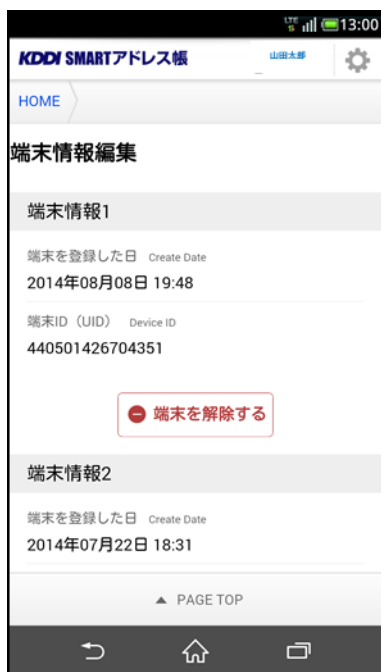 LTE 13:00
KDDI SMARTアドレス帳 山田太郎
HOME
端末情報編集
端末情報1
端末を登録した日 Create Date
2014年08月08日 19:48
端末ID（UID） Device ID
440501426704351
端末を解除する
端末情報2
端末を登録した日 Create Date
2014年07月22日 18:31
PAGE TOP